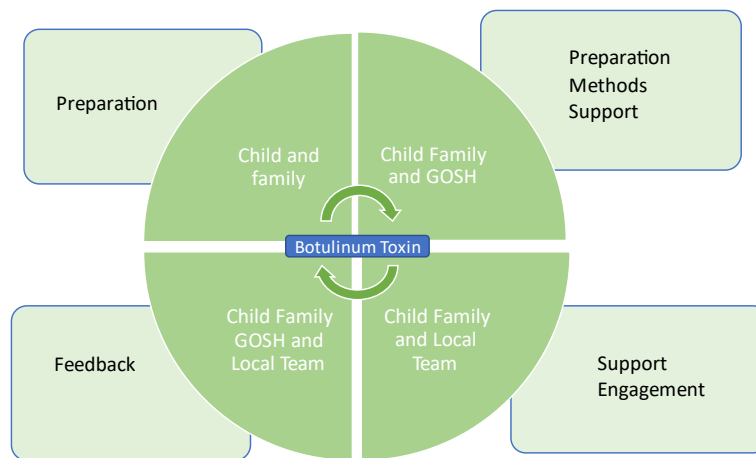 Preparation
Preparation
Methods
Support
Child and
family
Child Family
and GOSH
Botulinum Toxin
Child Family
GOSH and
Local Team
Child Family
and Local
Team
Feedback
Support
Engagement